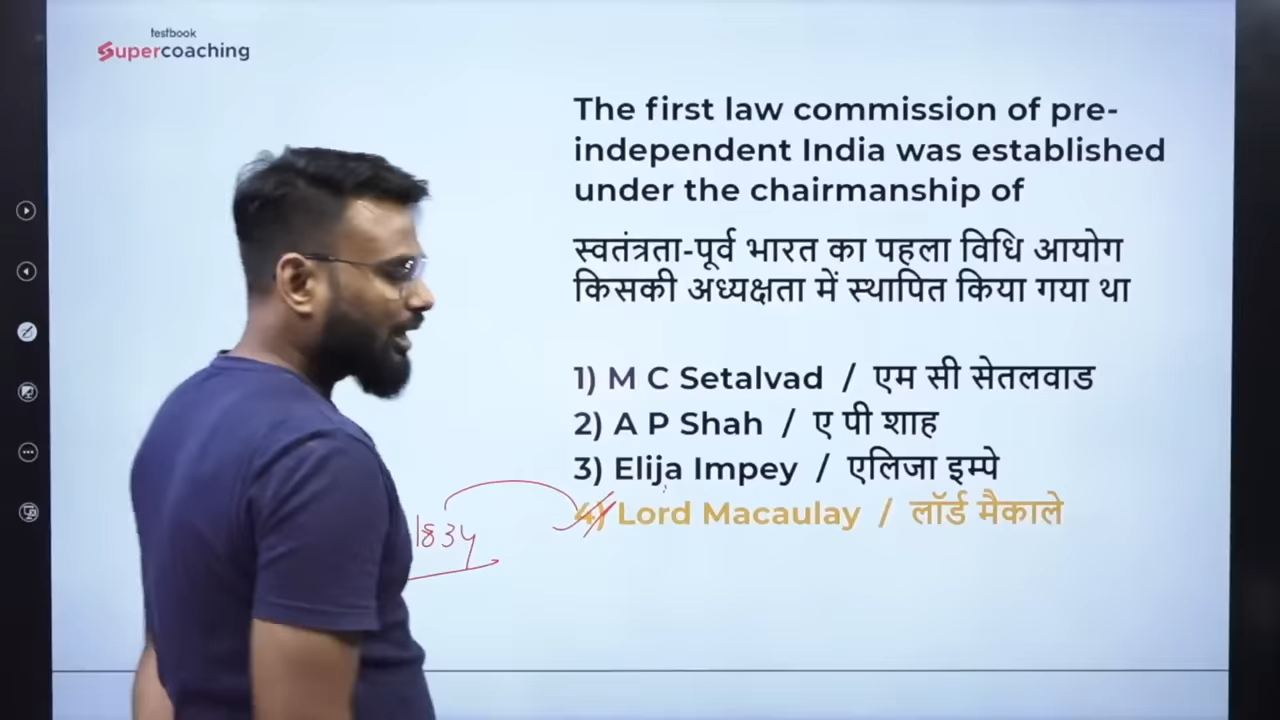 testbook
Supercoaching
The first law commission of pre-
independent India was established
under the chairmanship of
स्वतंत्रता-पूर्व भारत का पहला विधि आयोग
किसकी अध्यक्षता में स्थापित किया गया था
1) M C Setalvad / एम सी सेतलवाड
2) A P Shah / ए पी शाह
3) Elija Impey / एलिजा इम्पे
4) Lord Macaulay / लॉर्ड मैकाले
1834